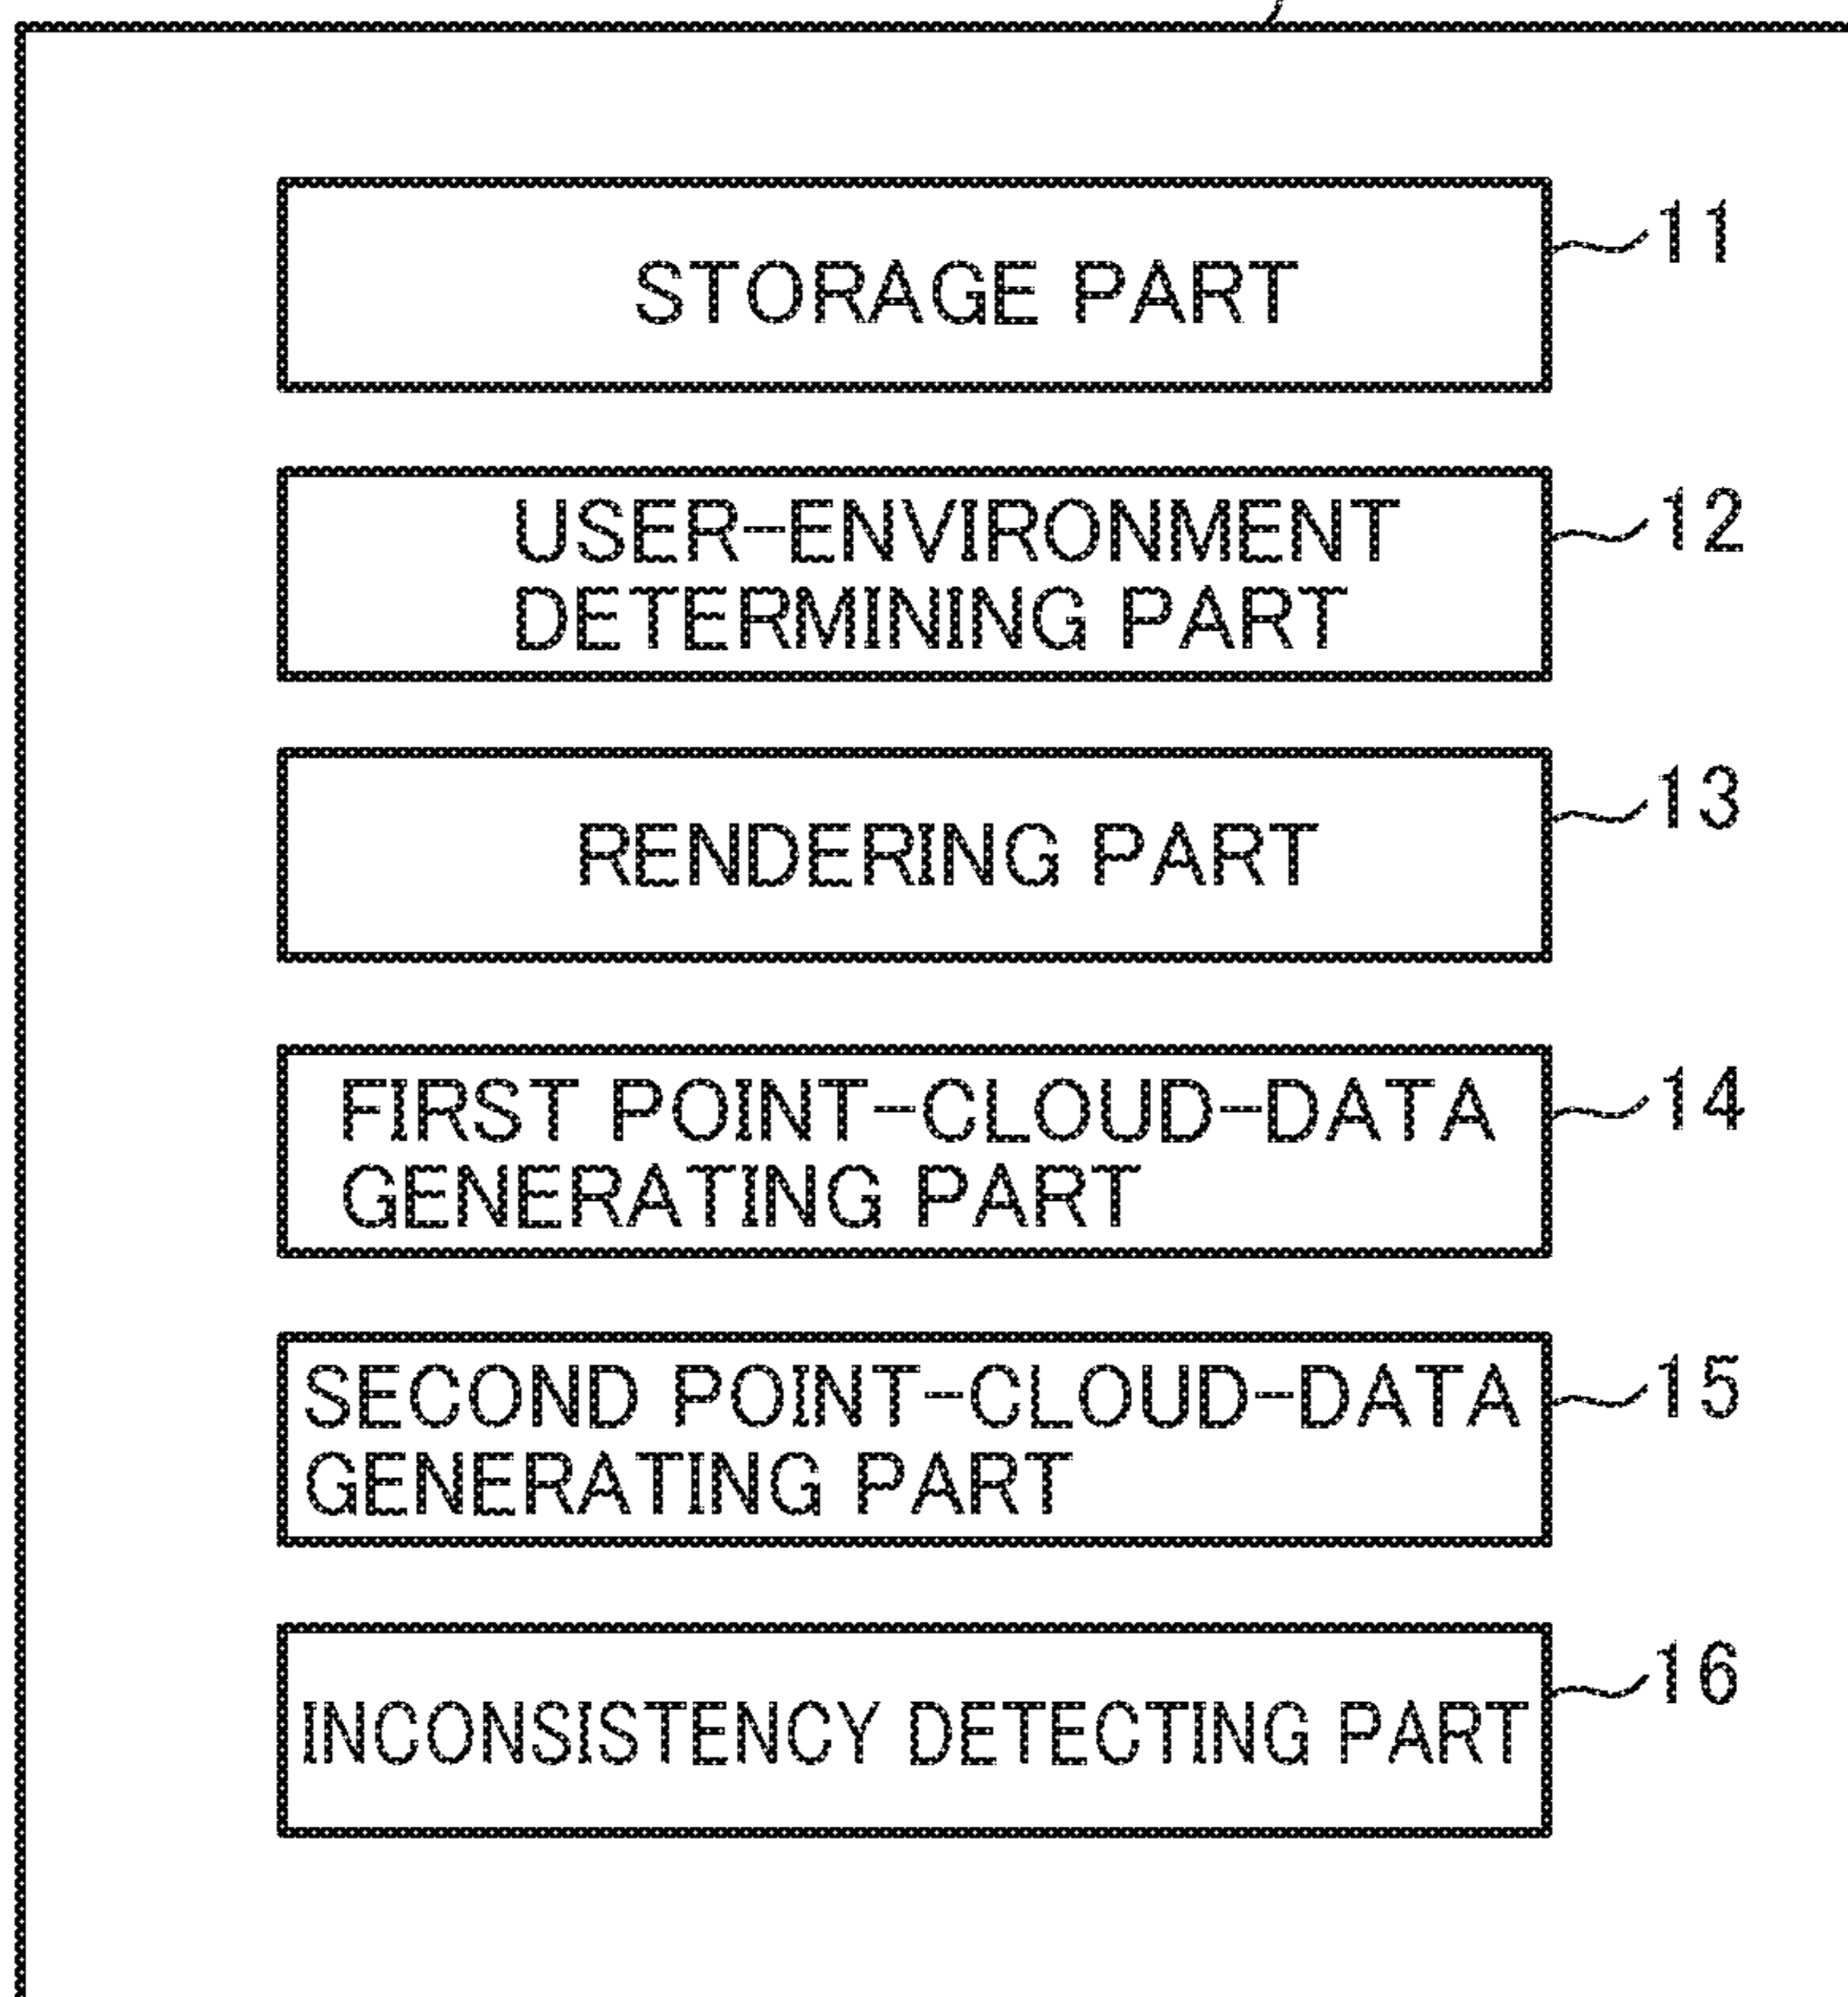 STORAGE PART
11
USER-ENVIRONMENT
DETERMINING PART
12
RENDERING PART
13
FIRST POINT-CLOUD-DATA
GENERATING PART
14
SECOND POINT-CLOUD-DATA
GENERATING PART
15
INCONSISTENCY DETECTING PART
16